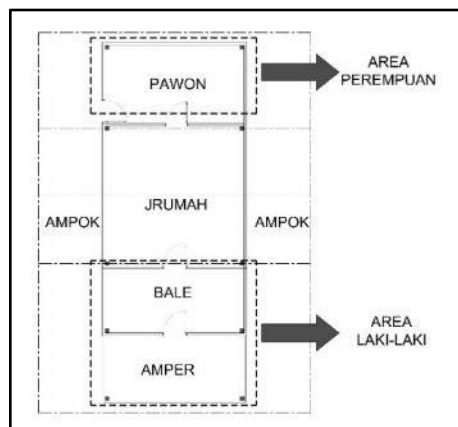 PAWON
AREA
PEREMPUAN
AMPOK
JRUMAH
AMPOK
BALE
AREA
LAKI-LAKI
AMPER